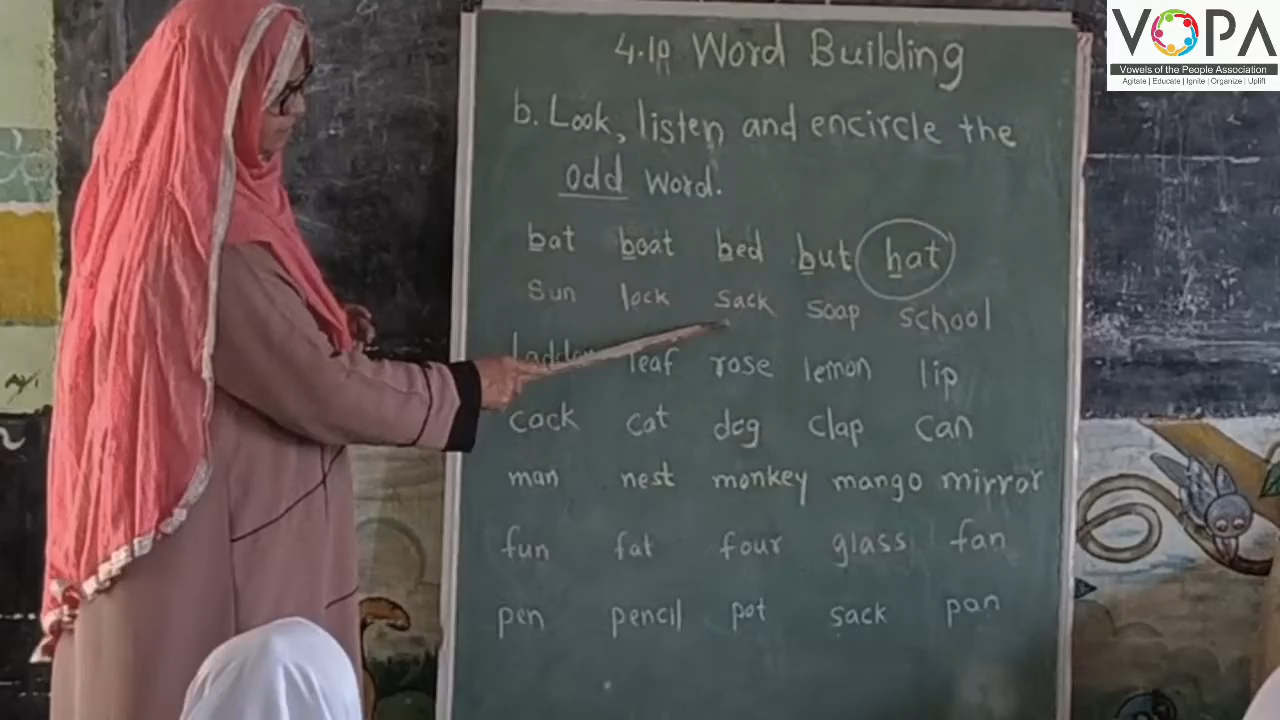 VOPA
Vowels of the People Association
Agitate | Educate | Ignite | Organize | Uplift
4.1A Word Building
b. Look, listen and encircle the
odd word.
bat boat bed but hat
Sun lock sack soap school
Ladder leaf rose lemon lip
cock cat dog clap can
man nest monkey mango mirror
fun fat four glass fan
pen pencil pot sack pan